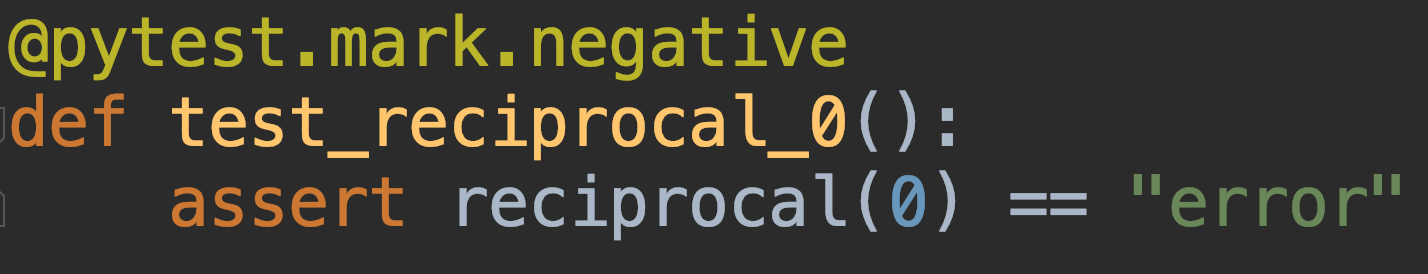 @pytest.mark.negative
def test_reciprocal_0():
    assert reciprocal(0) == "error"